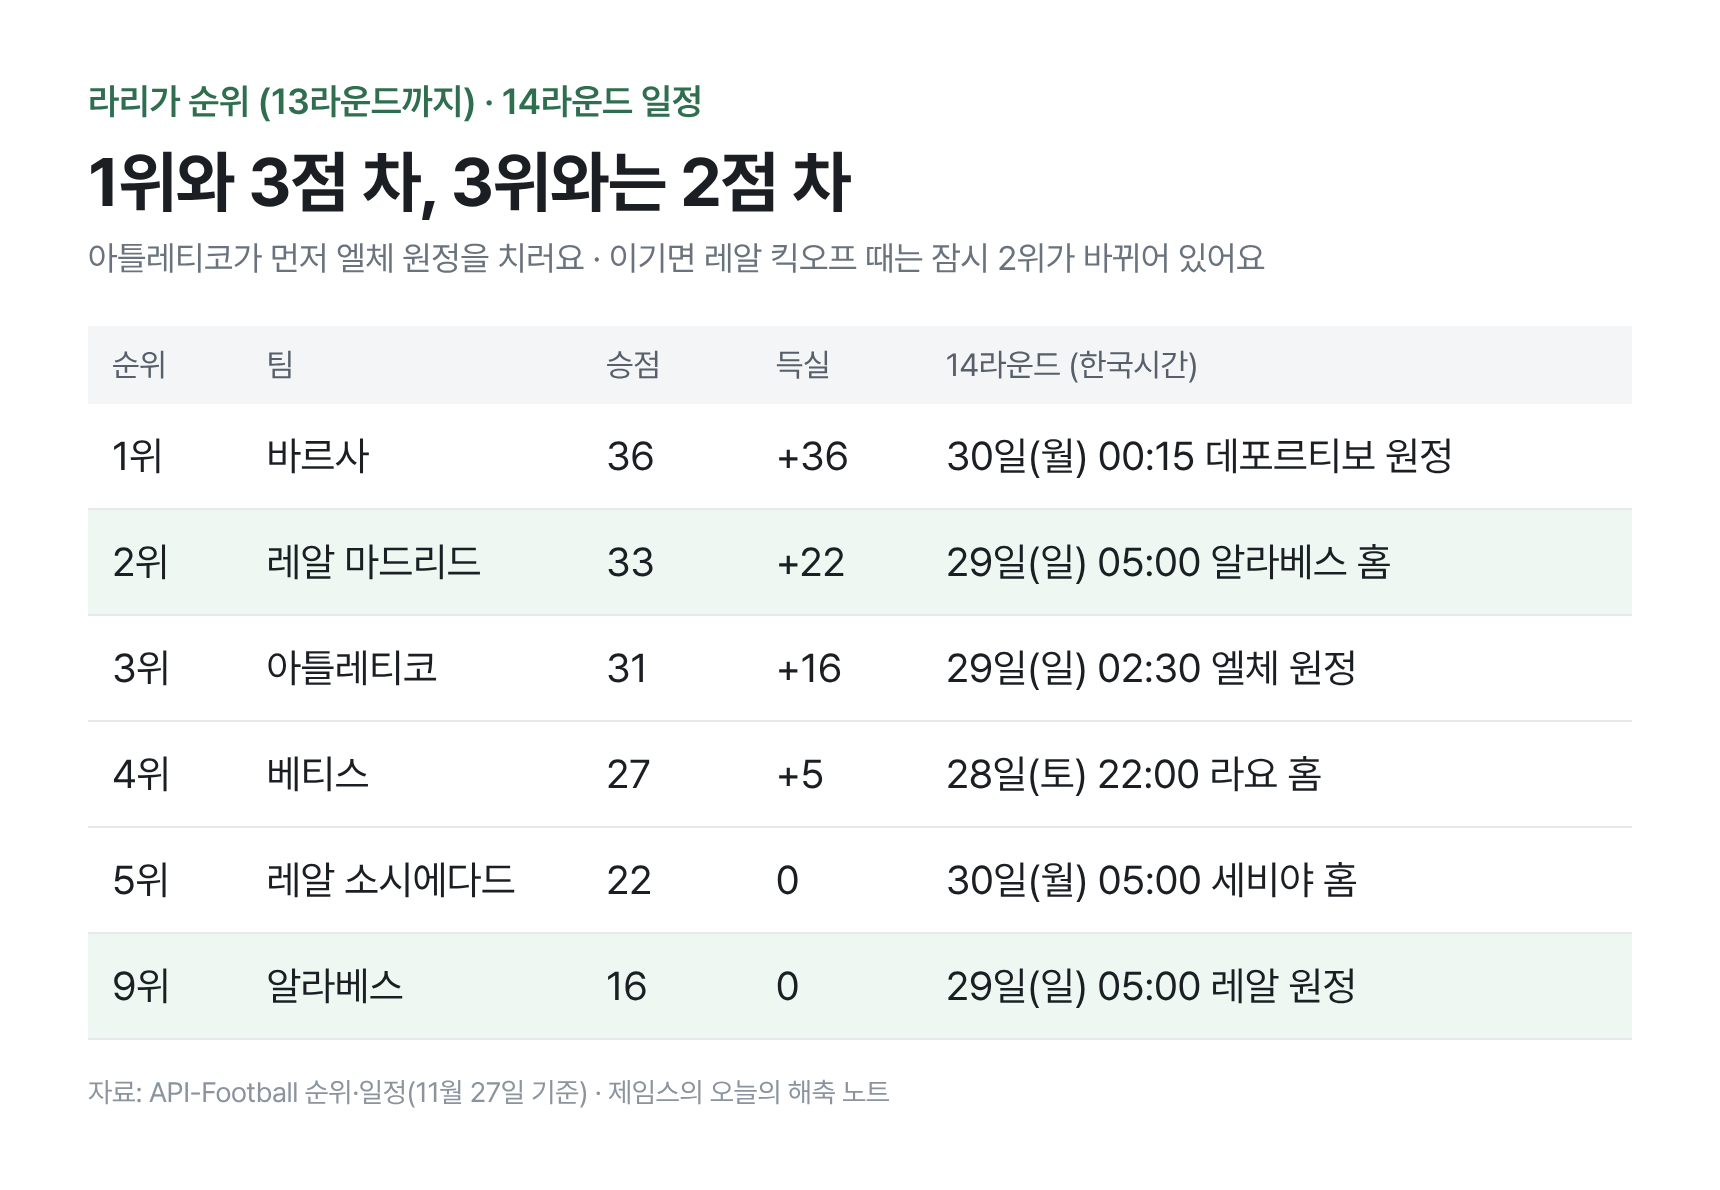 라리가 순위 (13라운드까지) · 14라운드 일정
1위와 3점 차, 3위와는 2점 차
아틀레티코가 먼저 엘체 원정을 치러요 · 이기면 레알 킥오프 때는 잠시 2위가 바뀌어 있어요
순위 팀 승점 득실 14라운드 (한국시간)
1위 바르사 36 +36 30일(월) 00:15 데포르티보 원정
2위 레알 마드리드 33 +22 29일(일) 05:00 알라베스 홈
3위 아틀레티코 31 +16 29일(일) 02:30 엘체 원정
4위 베티스 27 +5 28일(토) 22:00 라요 홈
5위 레알 소시에다드 22 0 30일(월) 05:00 세비야 홈
9위 알라베스 16 0 29일(일) 05:00 레알 원정
자료: API-Football 순위·일정(11월 27일 기준) · 제임스의 오늘의 해축 노트